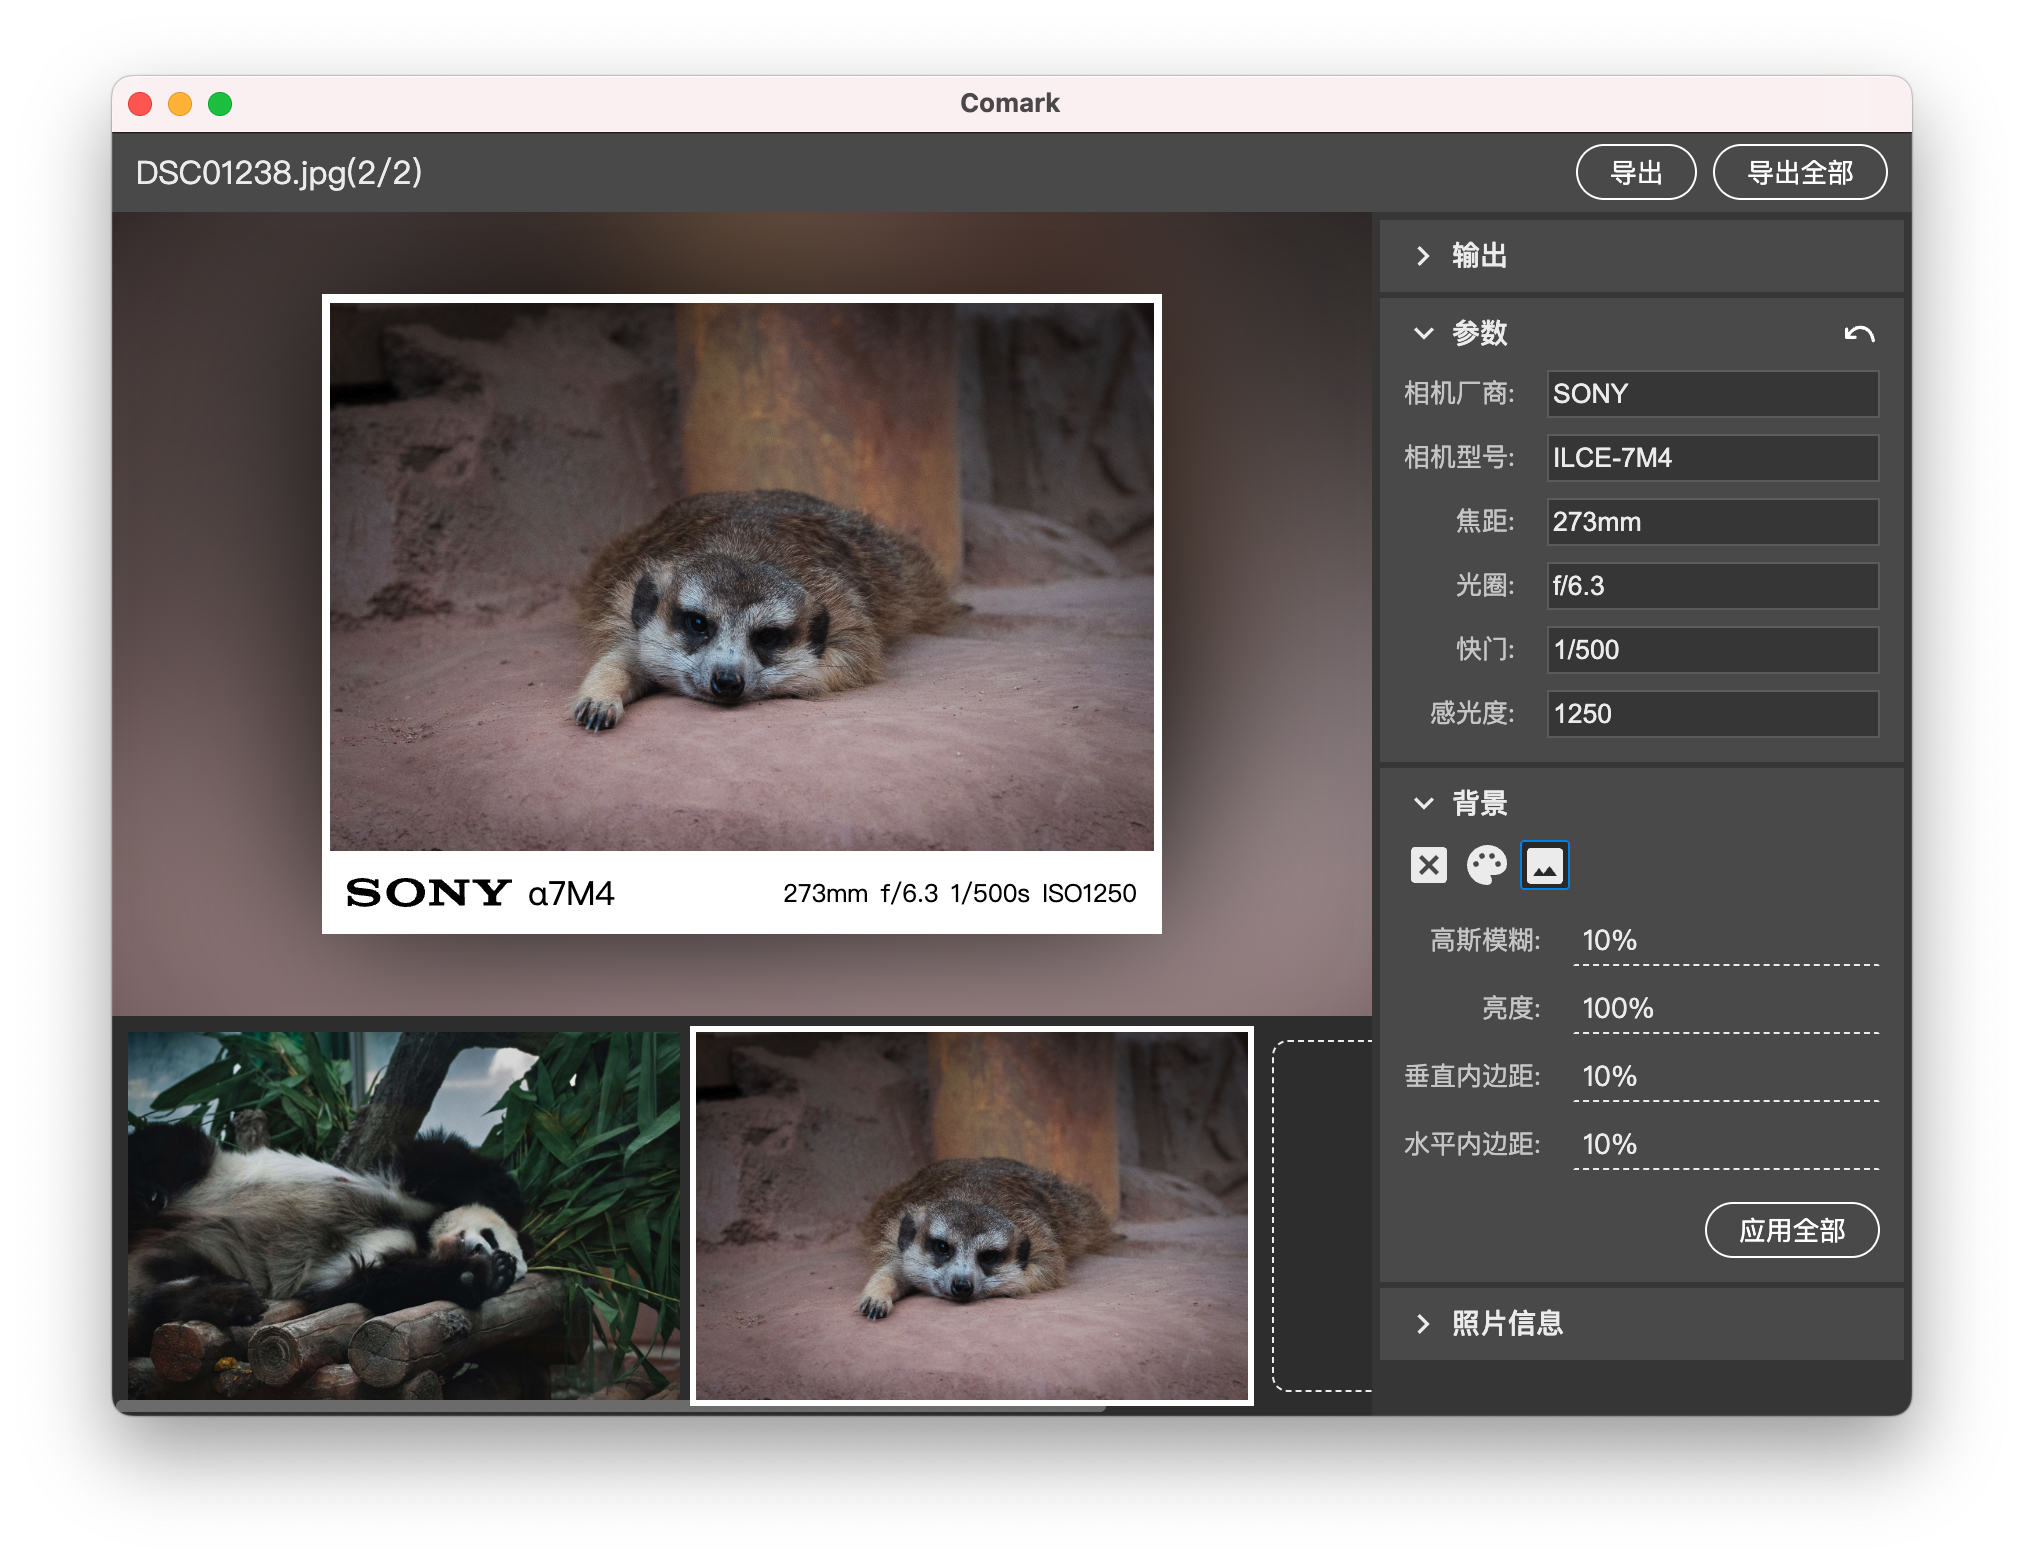 Comark
DSC01238.jpg(2/2)
导出
导出全部
输出
参数
相机厂商: SONY
相机型号: ILCE-7M4
焦距: 273mm
光圈: f/6.3
快门: 1/500
感光度: 1250
SONY α7M4
273mm f/6.3 1/500s ISO1250
背景
高斯模糊: 10%
亮度: 100%
垂直内边距: 10%
水平内边距: 10%
应用全部
照片信息